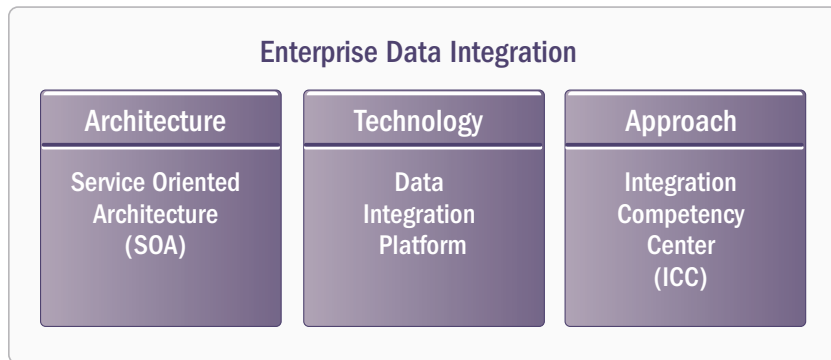 Enterprise Data Integration
Architecture
Service Oriented
Architecture
(SOA)
Technology
Data
Integration
Platform
Approach
Integration
Competency
Center
(ICC)